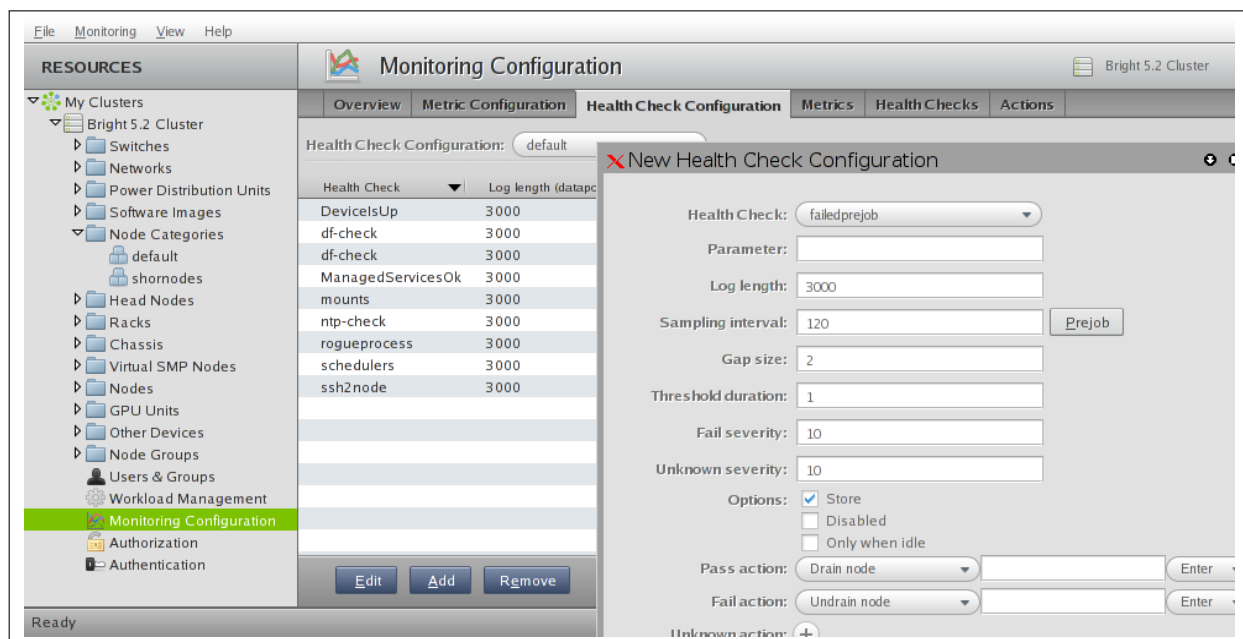 File Monitoring View Help
RESOURCES
My Clusters
Bright 5.2 Cluster
Switches
Networks
Power Distribution Units
Software Images
Node Categories
default
shornodes
Head Nodes
Racks
Chassis
Virtual SMP Nodes
Nodes
GPU Units
Other Devices
Node Groups
Users & Groups
Workload Management
Monitoring Configuration
Authorization
Authentication
Ready
Monitoring Configuration
Bright 5.2 Cluster
Overview Metric Configuration Health Check Configuration Metrics Health Checks Actions
Health Check Configuration: default
Health Check Log length (datapo
DeviceIsUp 3000
df-check 3000
df-check 3000
ManagedServicesOk 3000
mounts 3000
ntp-check 3000
rogueprocess 3000
schedulers 3000
ssh2node 3000
Edit Add Remove
New Health Check Configuration
Health Check: failedprejob
Parameter:
Log length: 3000
Sampling interval: 120 Prejob
Gap size: 2
Threshold duration: 1
Fail severity: 10
Unknown severity: 10
Options: Store
Disabled
Only when idle
Pass action: Drain node Enter
Fail action: Undrain node Enter
Unknown action: